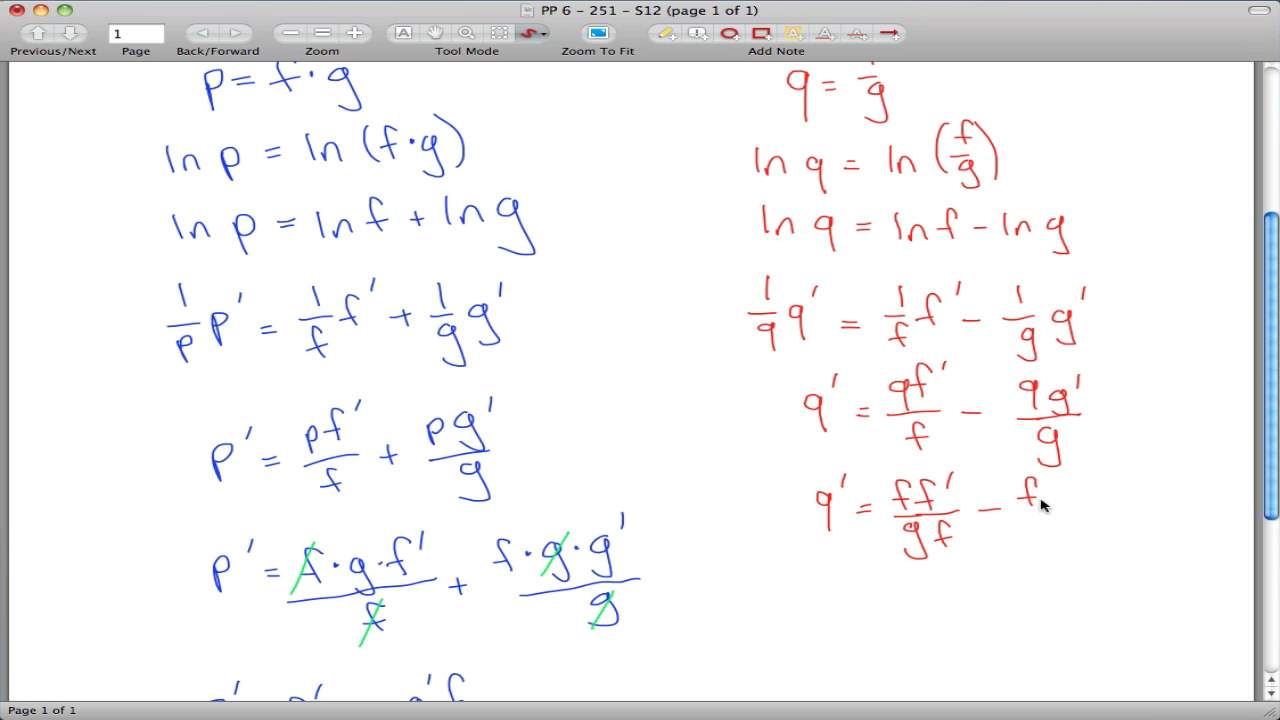 PP 6 – 251 – S12 (page 1 of 1)
1
Previous/Next Page Back/Forward Zoom Tool Mode Zoom To Fit Add Note
p = f · g
ln p = ln (f · g)
ln p = ln f + ln g
1/p p' = 1/f f' + 1/g g'
p' = pf'/f + pg'/g
p' = f · g · f'/f + f · g · g'/g
g'f
q = f/g
ln q = ln (f/g)
ln q = ln f - ln g
1/q q' = 1/f f' - 1/g g'
q' = qf'/f - qg'/g
q' = ff'/gf - f
Page 1 of 1